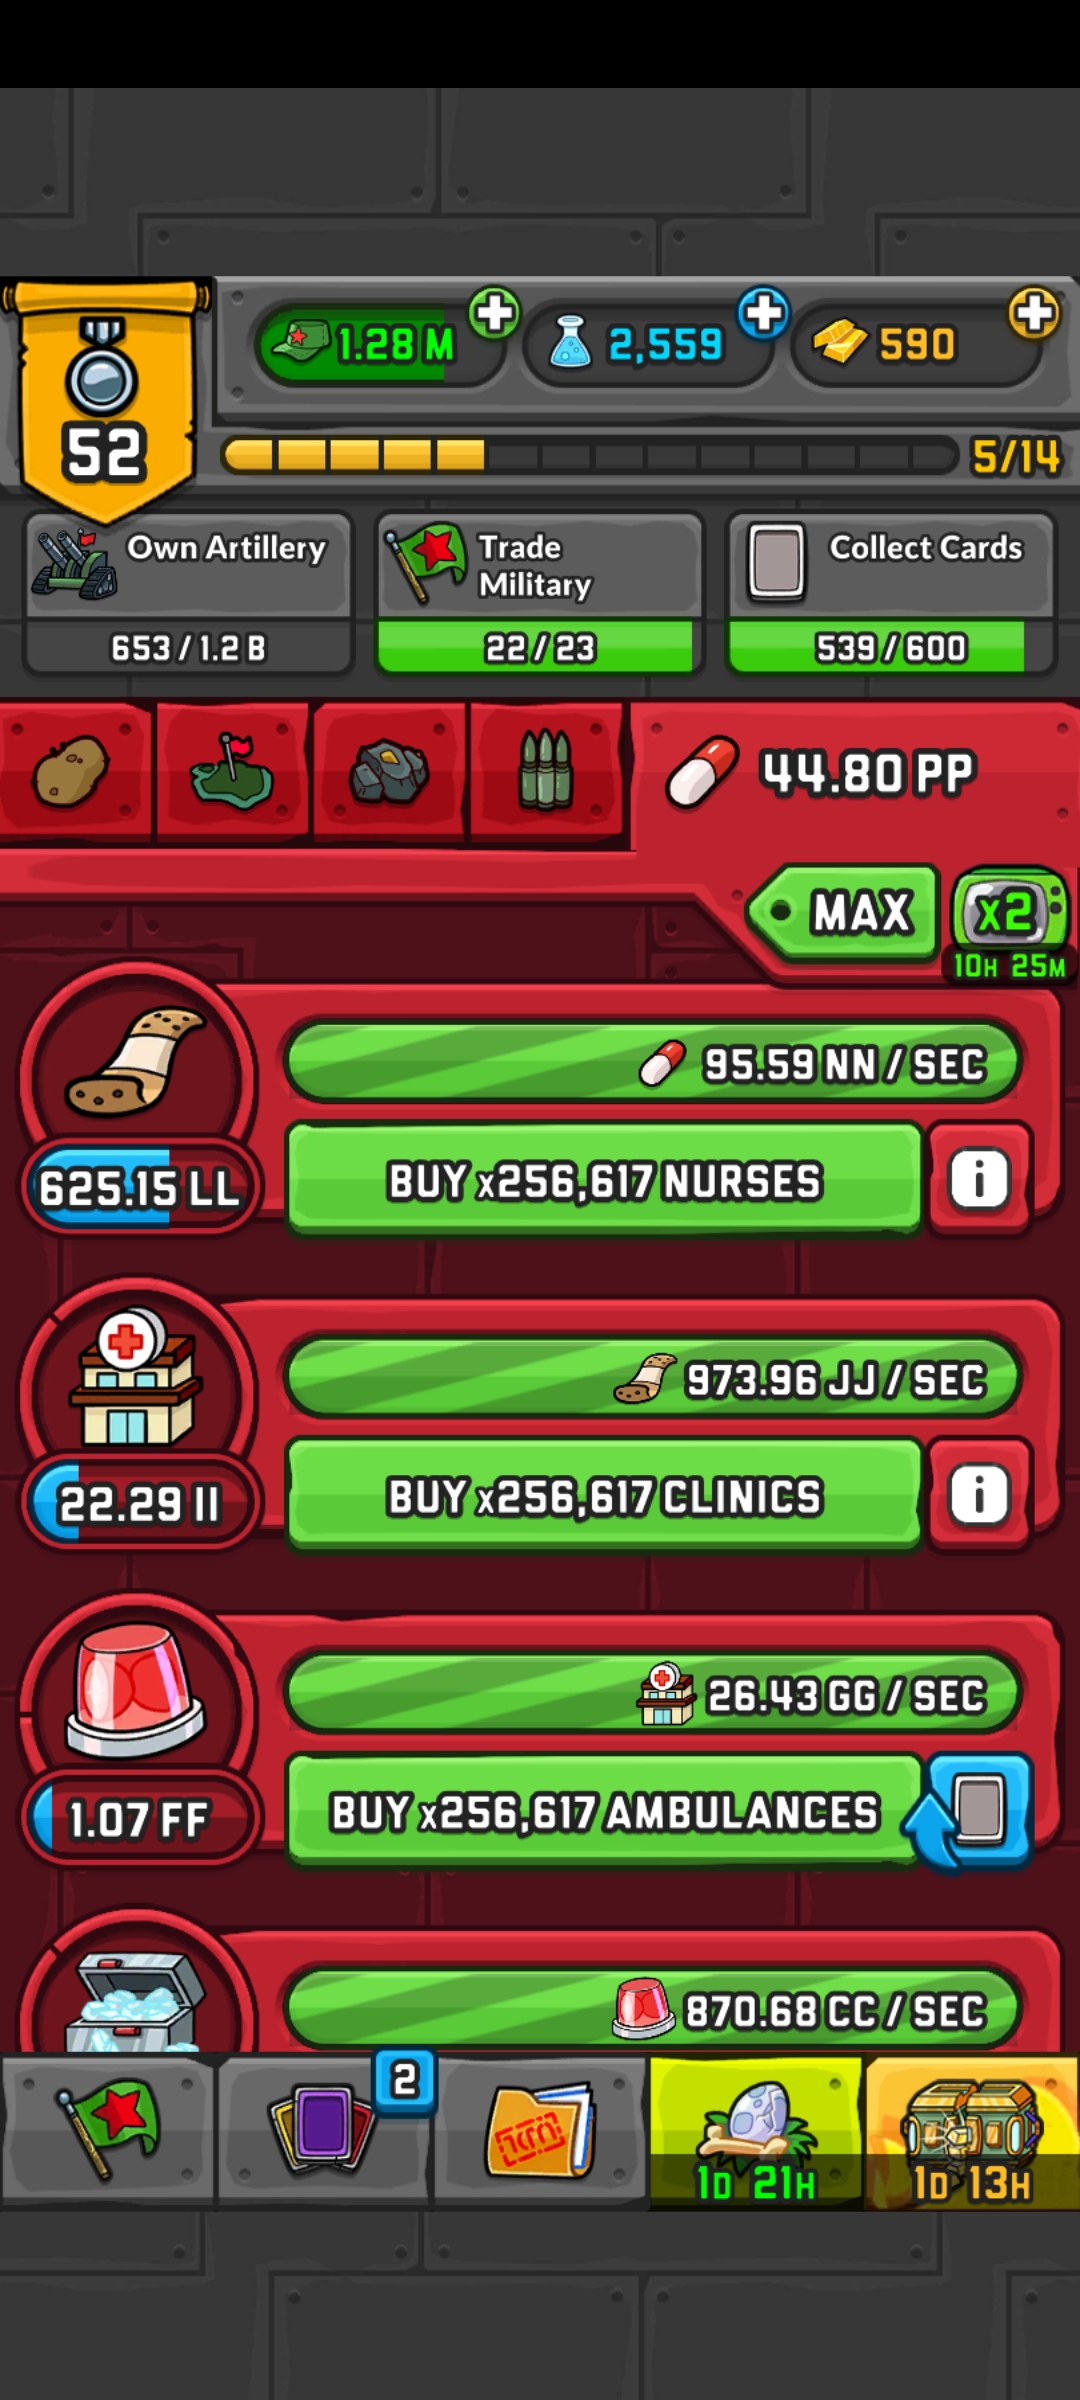 1.28 M
2,559
590
52
5/14
Own Artillery
653 / 1.2 B
Trade
Military
22 / 23
Collect Cards
539 / 600
44.80 PP
MAX
x2
10H 25M
95.59 NN / SEC
625.15 LL
BUY x256,617 NURSES
i
973.96 JJ / SEC
22.29 II
BUY x256,617 CLINICS
i
26.43 GG / SEC
1.07 FF
BUY x256,617 AMBULANCES
870.68 CC / SEC
2
1D 21H
1D 13H